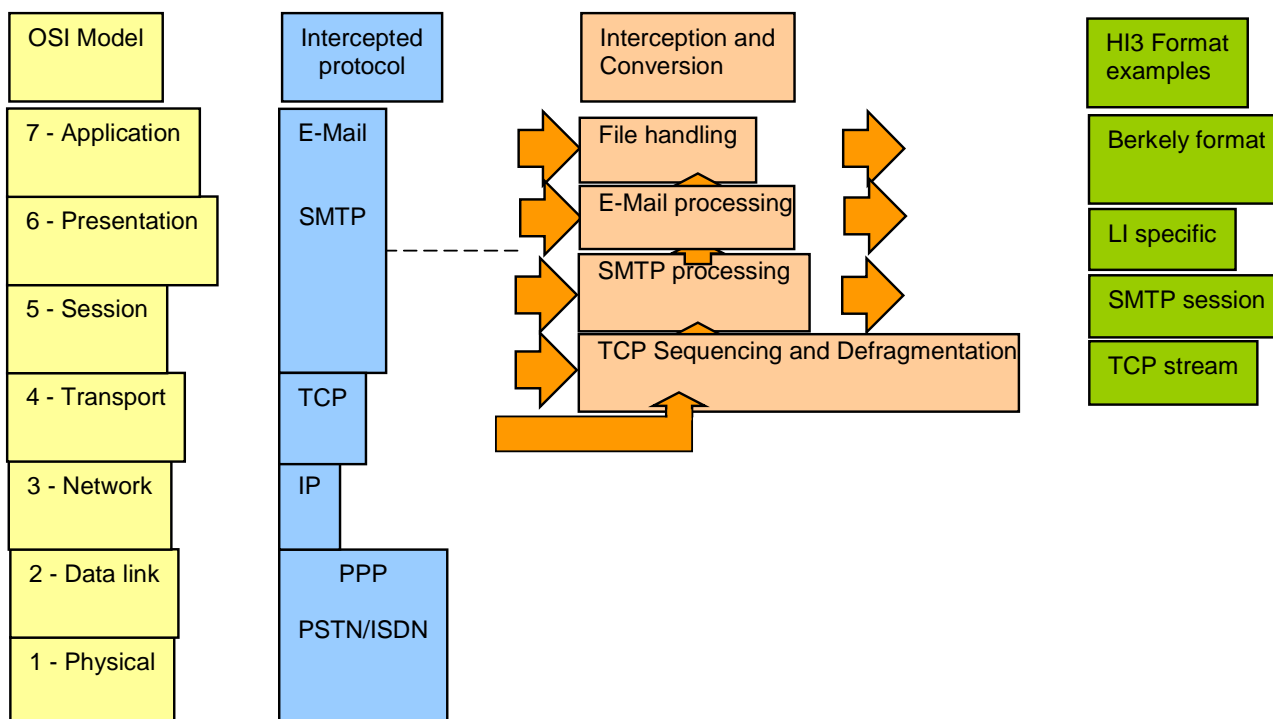 OSI Model
7 - Application
6 - Presentation
5 - Session
4 - Transport
3 - Network
2 - Data link
1 - Physical
Intercepted
protocol
E-Mail
SMTP
TCP
IP
PPP
PSTN/ISDN
Interception and
Conversion
File handling
E-Mail processing
SMTP processing
TCP Sequencing and Defragmentation
HI3 Format
examples
Berkely format
LI specific
SMTP session
TCP stream